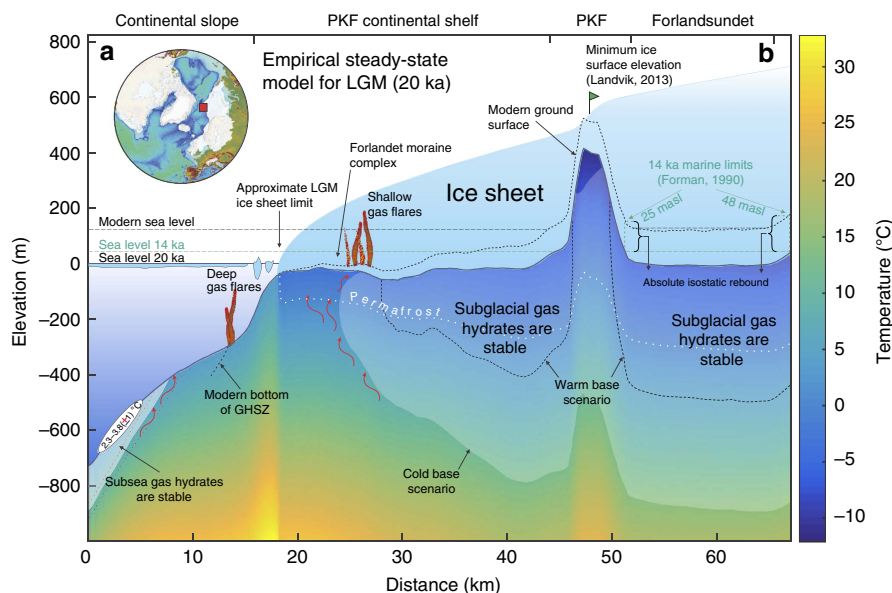 Continental slope
PKF continental shelf
PKF
Forlandsundet
a
b
Empirical steady-state
model for LGM (20 ka)
Minimum ice
surface elevation
(Landvik, 2013)
Modern ground
surface
Forlandet moraine
complex
Approximate LGM
ice sheet limit
Shallow
gas flares
Ice sheet
14 ka marine limits
(Forman, 1990)
25 masl
48 masl
Modern sea level
Sea level 14 ka
Sea level 20 ka
Deep
gas flares
Absolute isostatic rebound
Permafrost
Subglacial gas
hydrates are
stable
Subglacial gas
hydrates are
stable
Modern bottom
of GHSZ
Warm base
scenario
2.3–3.8(±1) °C
Subsea gas hydrates
are stable
Cold base
scenario
Elevation (m)
800
600
400
200
0
−200
−400
−600
−800
0
10
20
30
40
50
60
Distance (km)
30
25
20
15
10
5
0
−5
−10
Temperature (°C)